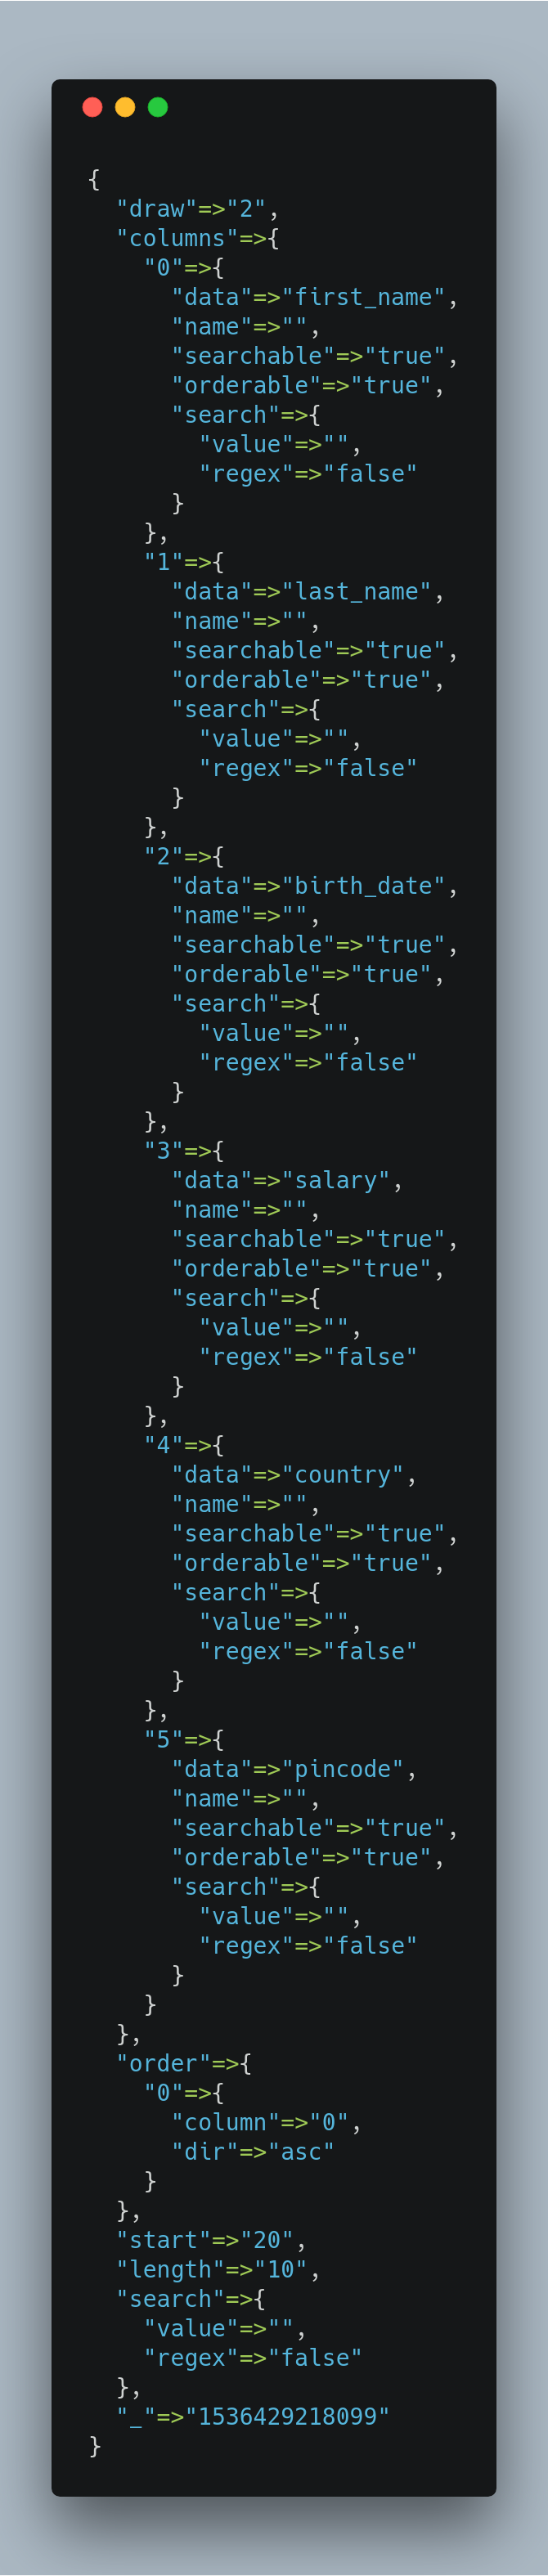 {
  "draw"=>"2",
  "columns"=>{
    "0"=>{
      "data"=>"first_name",
      "name"=>"",
      "searchable"=>"true",
      "orderable"=>"true",
      "search"=>{
        "value"=>"",
        "regex"=>"false"
      }
    },
    "1"=>{
      "data"=>"last_name",
      "name"=>"",
      "searchable"=>"true",
      "orderable"=>"true",
      "search"=>{
        "value"=>"",
        "regex"=>"false"
      }
    },
    "2"=>{
      "data"=>"birth_date",
      "name"=>"",
      "searchable"=>"true",
      "orderable"=>"true",
      "search"=>{
        "value"=>"",
        "regex"=>"false"
      }
    },
    "3"=>{
      "data"=>"salary",
      "name"=>"",
      "searchable"=>"true",
      "orderable"=>"true",
      "search"=>{
        "value"=>"",
        "regex"=>"false"
      }
    },
    "4"=>{
      "data"=>"country",
      "name"=>"",
      "searchable"=>"true",
      "orderable"=>"true",
      "search"=>{
        "value"=>"",
        "regex"=>"false"
      }
    },
    "5"=>{
      "data"=>"pincode",
      "name"=>"",
      "searchable"=>"true",
      "orderable"=>"true",
      "search"=>{
        "value"=>"",
        "regex"=>"false"
      }
    }
  },
  "order"=>{
    "0"=>{
      "column"=>"0",
      "dir"=>"asc"
    }
  },
  "start"=>"20",
  "length"=>"10",
  "search"=>{
    "value"=>"",
    "regex"=>"false"
  },
  "_"=>"1536429218099"
}